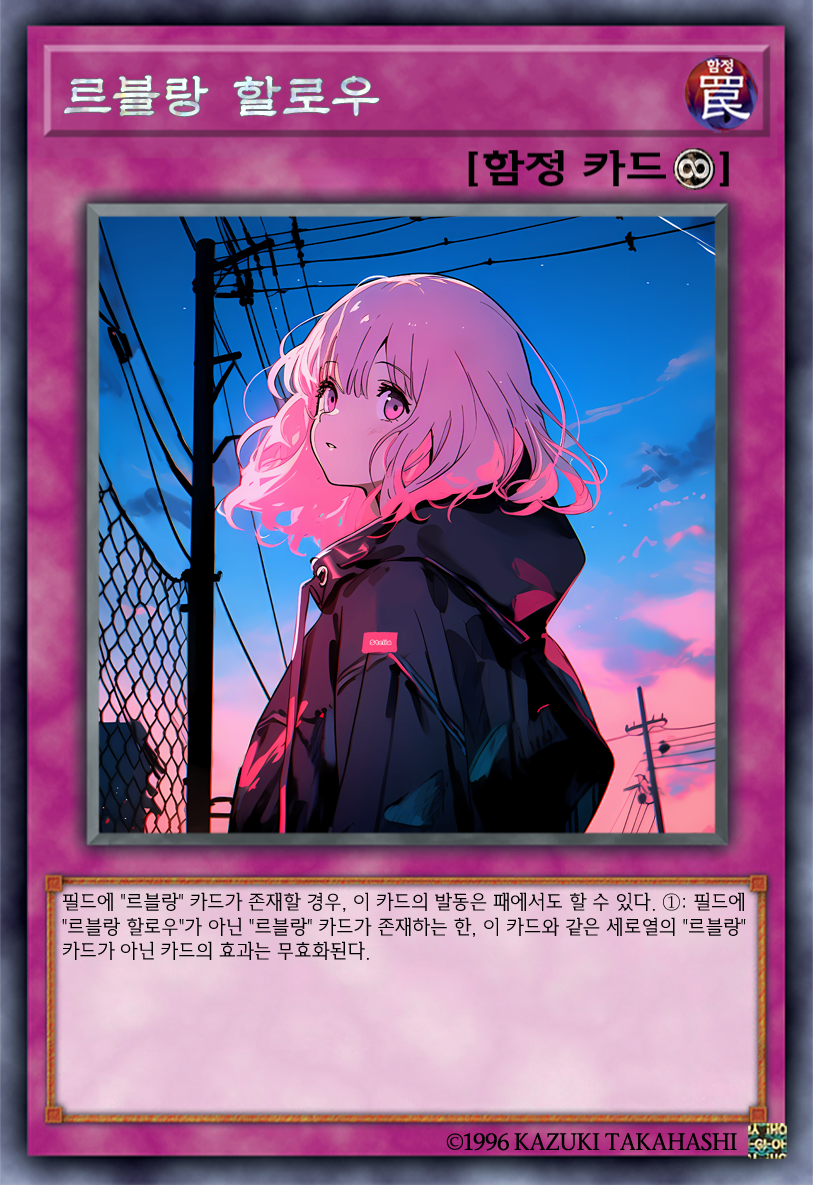 르블랑 할로우
함정
罠
[함정 카드∞]
Stella
필드에 "르블랑" 카드가 존재할 경우, 이 카드의 발동은 패에서도 할 수 있다. ①: 필드에
"르블랑 할로우"가 아닌 "르블랑" 카드가 존재하는 한, 이 카드와 같은 세로열의 "르블랑"
카드가 아닌 카드의 효과는 무효화된다.
©1996 KAZUKI TAKAHASHI